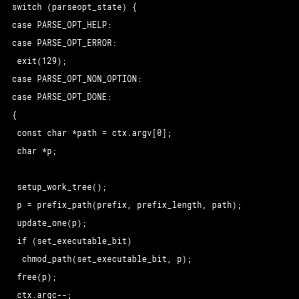 switch (parseopt_state) {
case PARSE_OPT_HELP:
case PARSE_OPT_ERROR:
exit(129);
case PARSE_OPT_NON_OPTION:
case PARSE_OPT_DONE:
{
const char *path = ctx.argv[0];
char *p;
setup_work_tree();
p = prefix_path(prefix, prefix_length, path);
update_one(p);
if (set_executable_bit)
chmod_path(set_executable_bit, p);
free(p);
ctx.argc--;